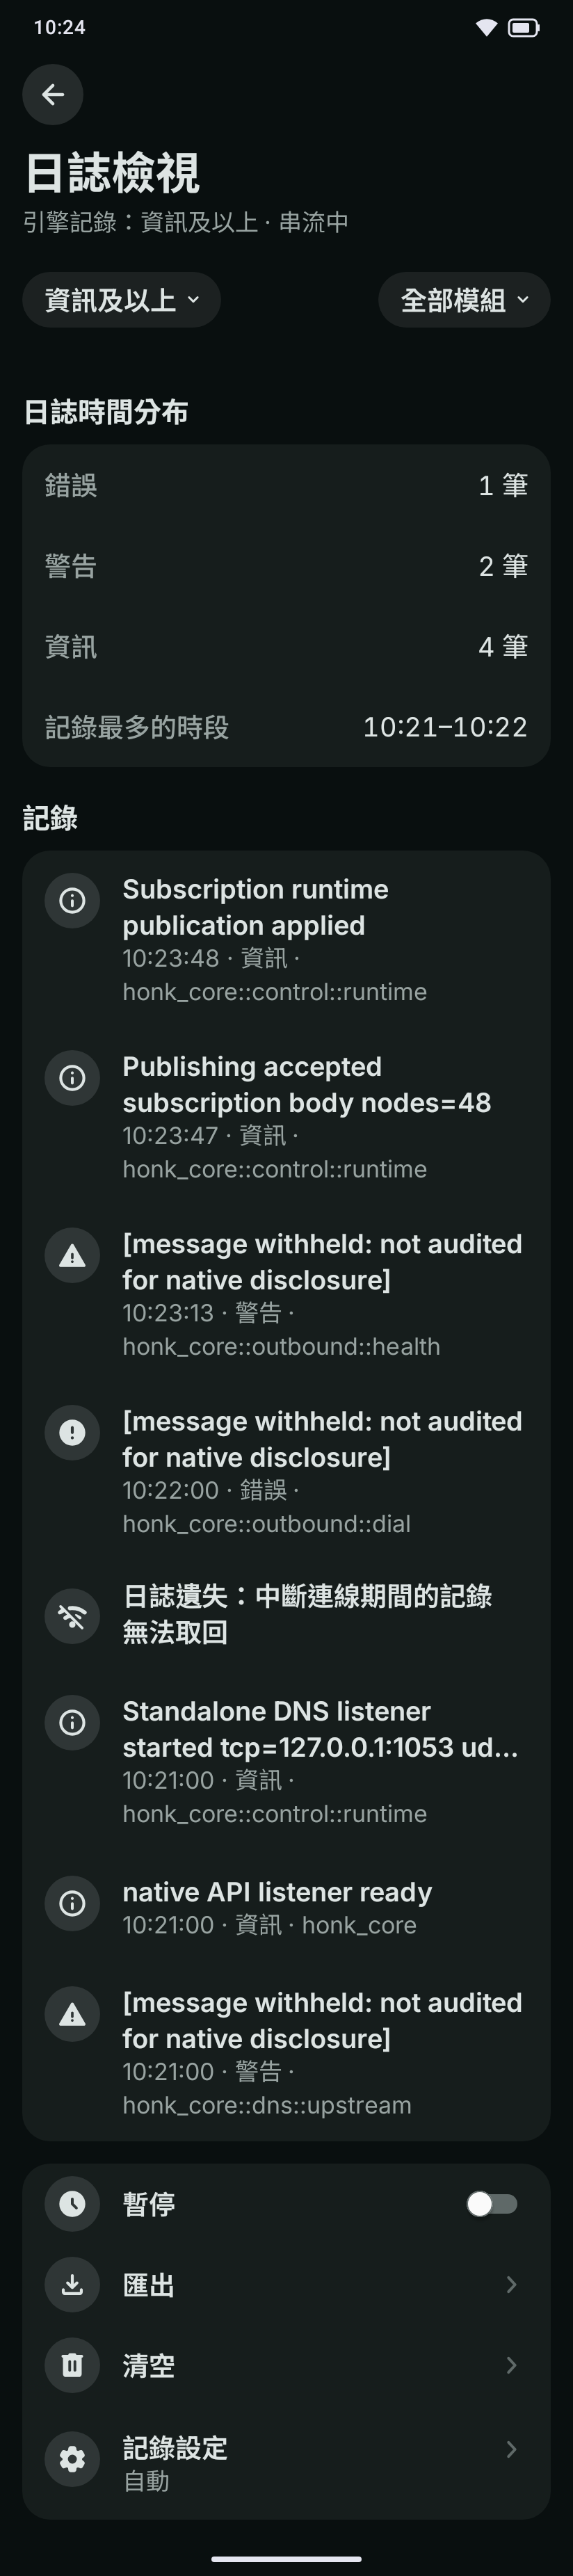 10:24
日誌檢視
引擎記錄：資訊及以上 · 串流中
資訊及以上
全部模組
日誌時間分布
錯誤
1 筆
警告
2 筆
資訊
4 筆
記錄最多的時段
10:21–10:22
記錄
Subscription runtime
publication applied
10:23:48 · 資訊 ·
honk_core::control::runtime
Publishing accepted
subscription body nodes=48
10:23:47 · 資訊 ·
honk_core::control::runtime
[message withheld: not audited
for native disclosure]
10:23:13 · 警告 ·
honk_core::outbound::health
[message withheld: not audited
for native disclosure]
10:22:00 · 錯誤 ·
honk_core::outbound::dial
日誌遺失：中斷連線期間的記錄
無法取回
Standalone DNS listener
started tcp=127.0.0.1:1053 ud...
10:21:00 · 資訊 ·
honk_core::control::runtime
native API listener ready
10:21:00 · 資訊 · honk_core
[message withheld: not audited
for native disclosure]
10:21:00 · 警告 ·
honk_core::dns::upstream
暫停
匯出
清空
記錄設定
自動